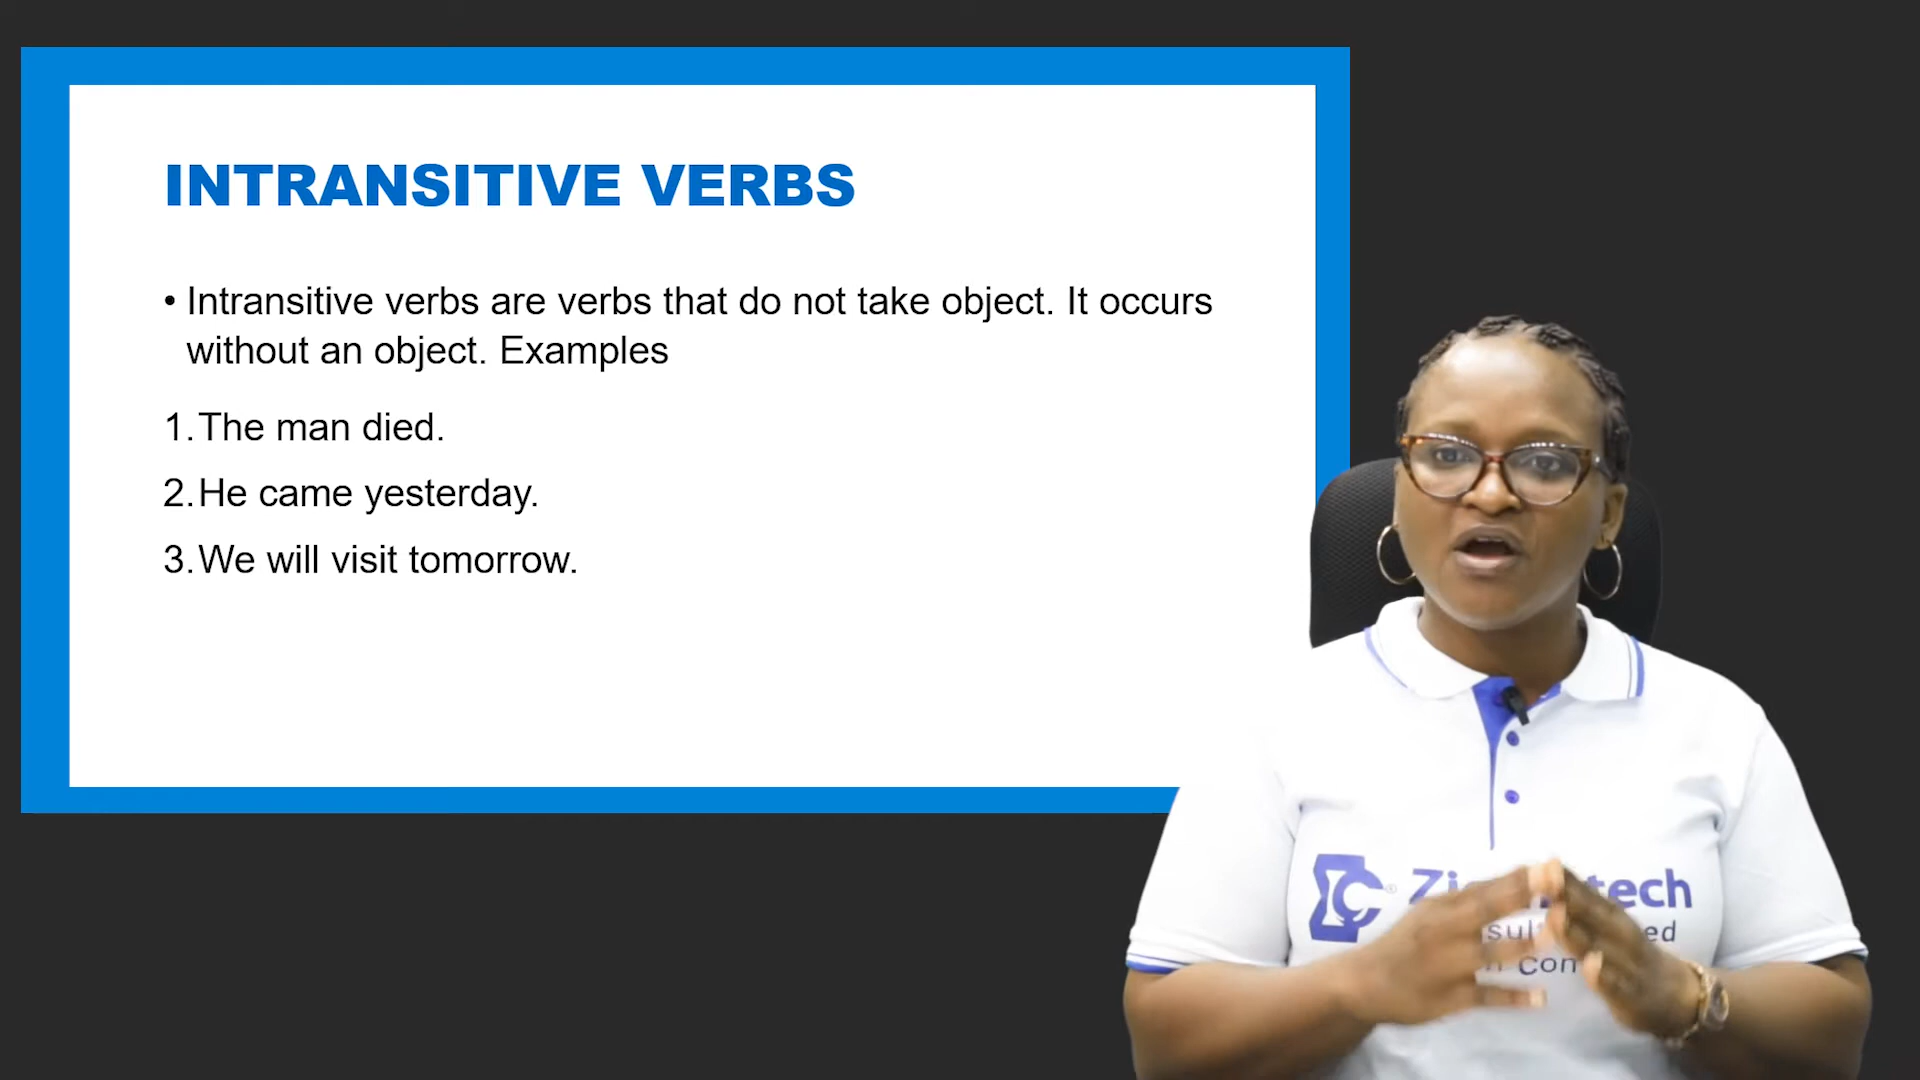 INTRANSITIVE VERBS
• Intransitive verbs are verbs that do not take object. It occurs
without an object. Examples
1. The man died.
2. He came yesterday.
3. We will visit tomorrow.